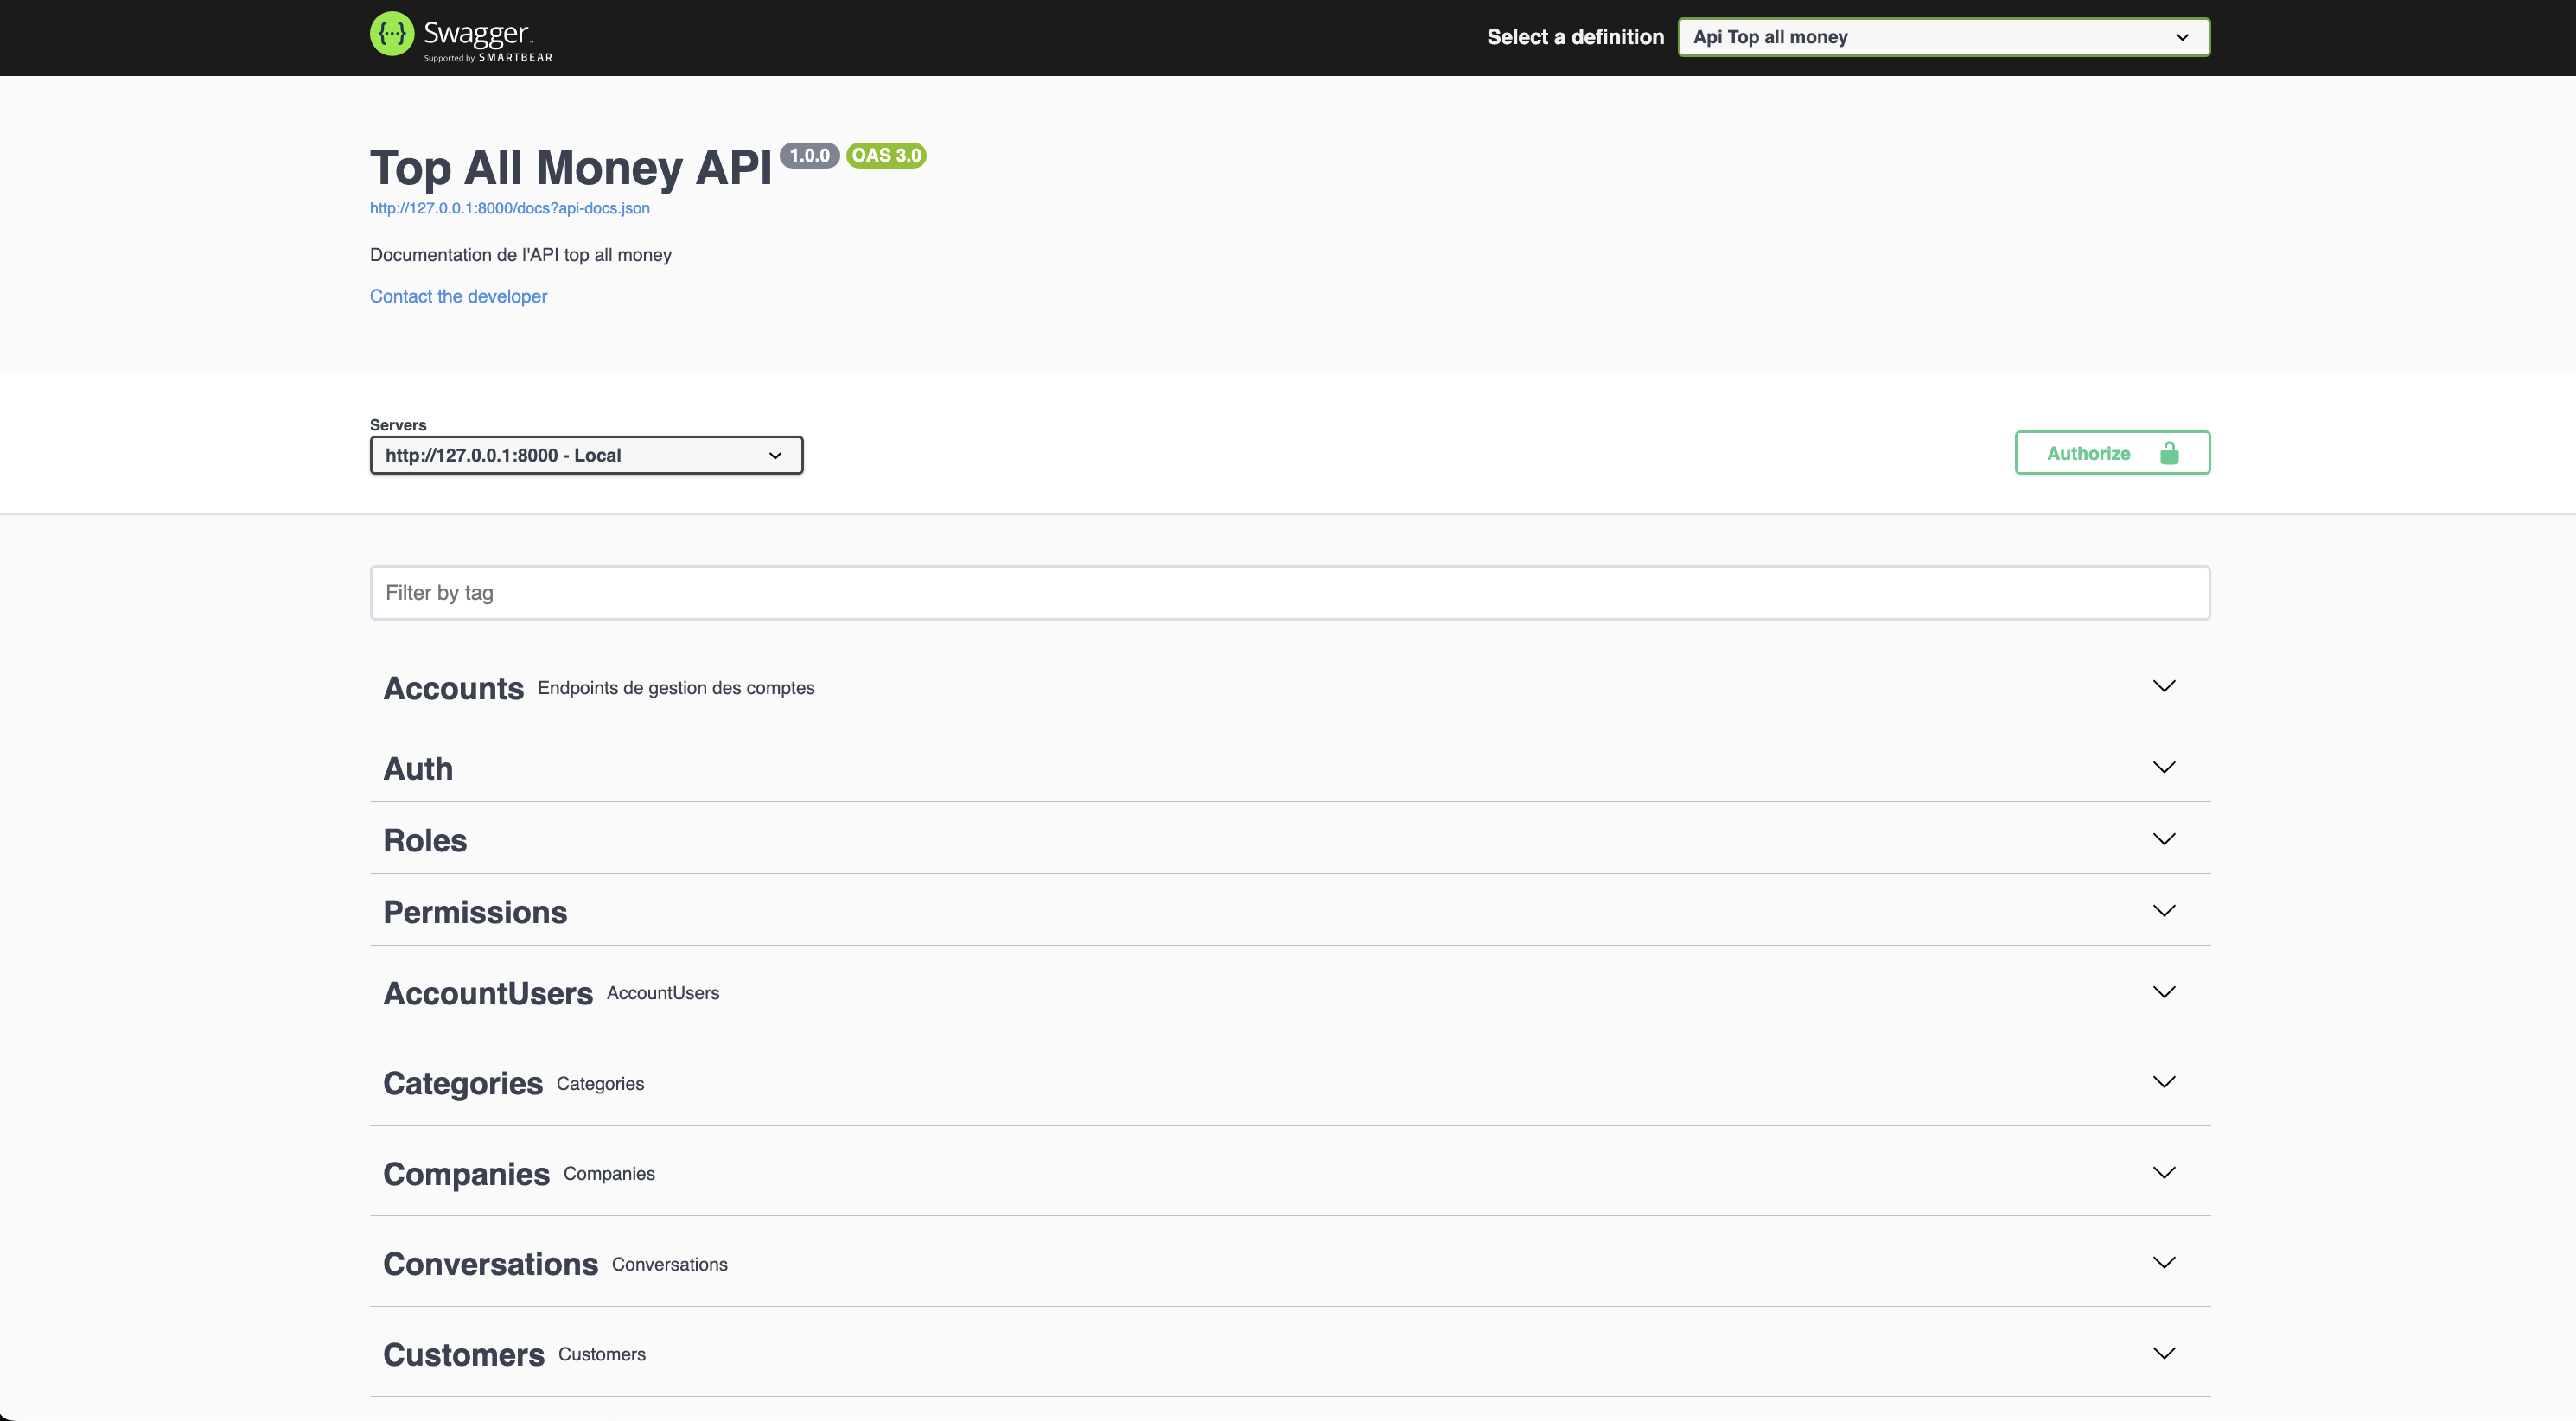 Swagger
Supported by SMARTBEAR
Select a definition
Api Top all money
Top All Money API 1.0.0 OAS 3.0
http://127.0.0.1:8000/docs?api-docs.json
Documentation de l'API top all money
Contact the developer
Servers
http://127.0.0.1:8000 - Local
Authorize
Filter by tag
Accounts Endpoints de gestion des comptes
Auth
Roles
Permissions
AccountUsers AccountUsers
Categories Categories
Companies Companies
Conversations Conversations
Customers Customers